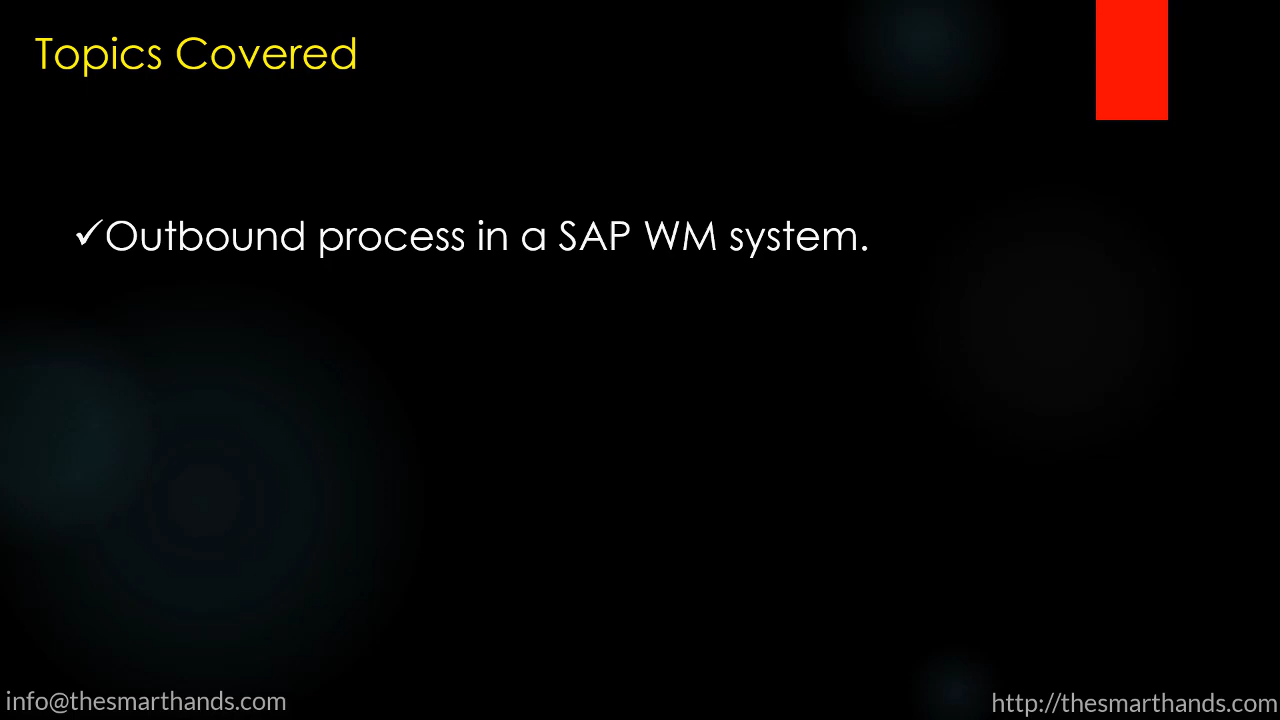 Topics Covered
✓Outbound process in a SAP WM system.
info@thesmarthands.com
http://thesmarthands.com